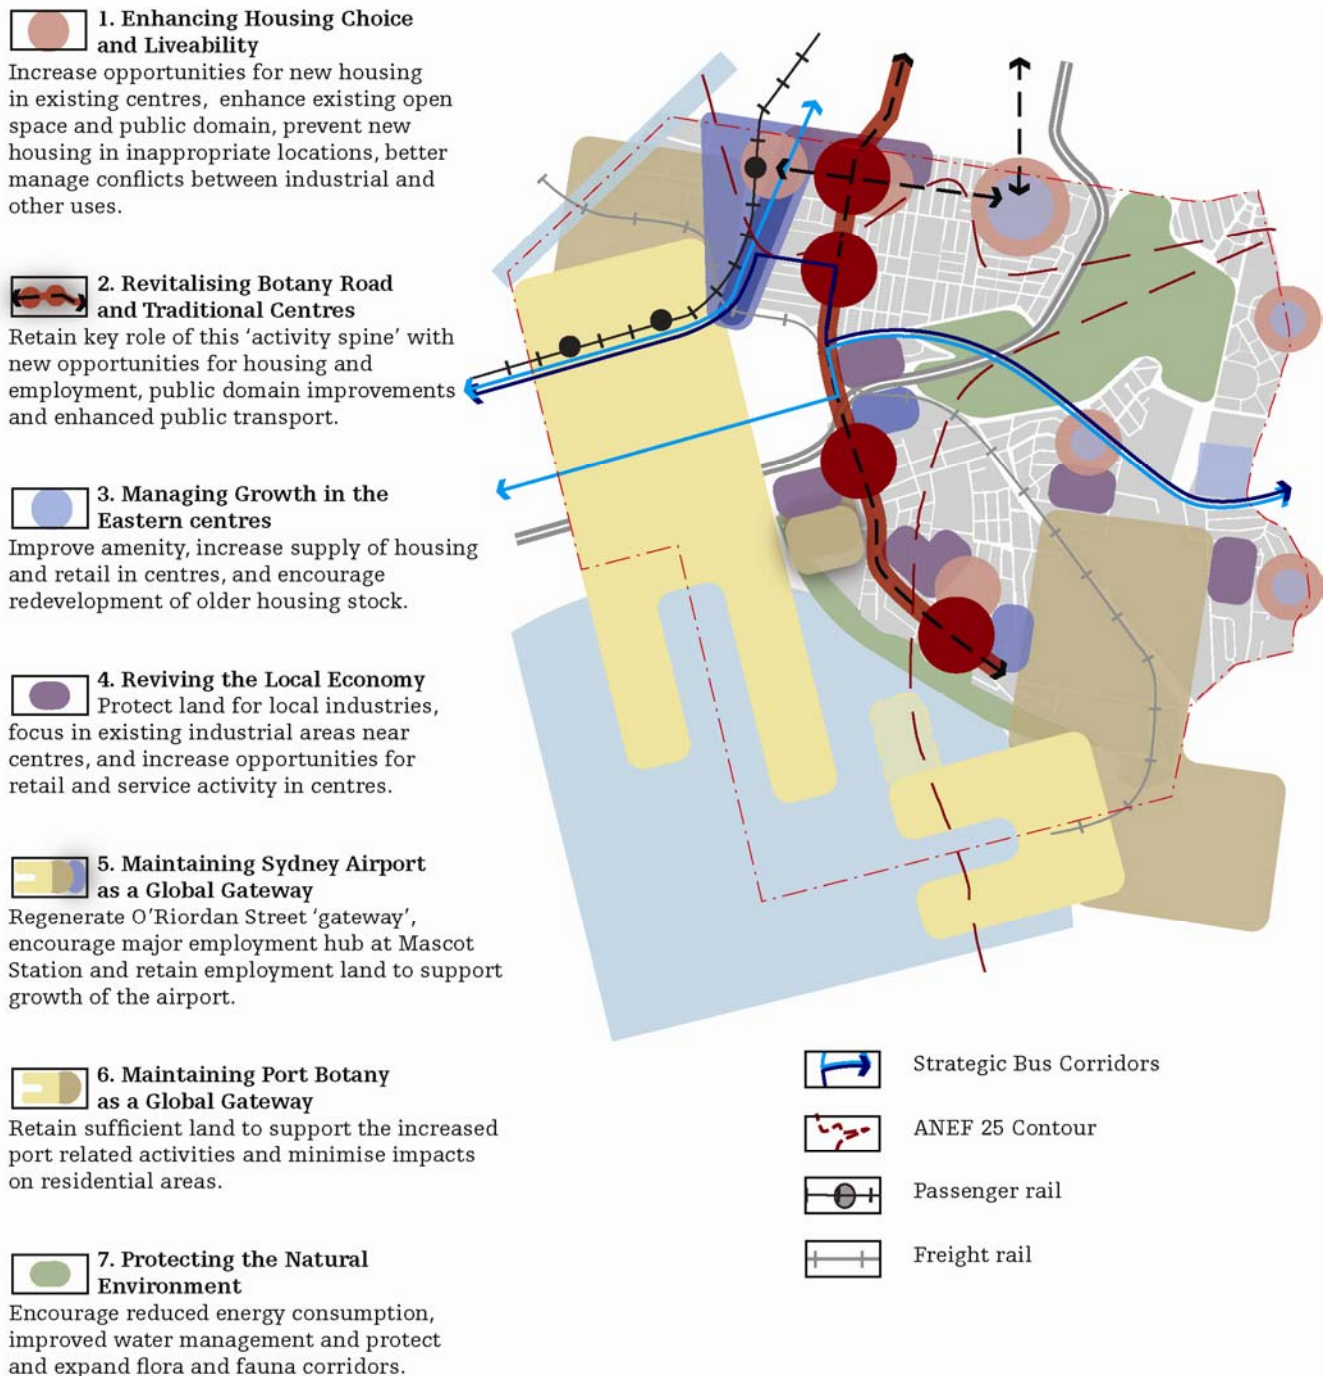 1. Enhancing Housing Choice
and Liveability
Increase opportunities for new housing
in existing centres, enhance existing open
space and public domain, prevent new
housing in inappropriate locations, better
manage conflicts between industrial and
other uses.
2. Revitalising Botany Road
and Traditional Centres
Retain key role of this ‘activity spine’ with
new opportunities for housing and
employment, public domain improvements
and enhanced public transport.
3. Managing Growth in the
Eastern centres
Improve amenity, increase supply of housing
and retail in centres, and encourage
redevelopment of older housing stock.
4. Reviving the Local Economy
Protect land for local industries,
focus in existing industrial areas near
centres, and increase opportunities for
retail and service activity in centres.
5. Maintaining Sydney Airport
as a Global Gateway
Regenerate O’Riordan Street ‘gateway’,
encourage major employment hub at Mascot
Station and retain employment land to support
growth of the airport.
6. Maintaining Port Botany
as a Global Gateway
Retain sufficient land to support the increased
port related activities and minimise impacts
on residential areas.
7. Protecting the Natural
Environment
Encourage reduced energy consumption,
improved water management and protect
and expand flora and fauna corridors.
Strategic Bus Corridors
ANEF 25 Contour
Passenger rail
Freight rail